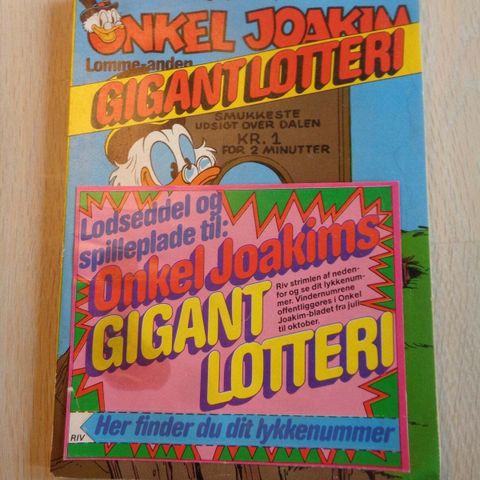 ONKEL JOAKIM
Lomme-anden
GIGANTLOTTERI
SMUKKESTE
UDSIGT OVER DALEN
KR. 1
FOR 2 MINUTTER
Lodseddel og
spilleplade til:
Onkel Joakims
GIGANT
LOTTERI
Riv strimlen af neden-
for og se dit lykkenum-
mer. Vindernumrene
offentliggøres i Onkel
Joakim-bladet fra juli
til oktober.
RIV
Her finder du dit lykkenummer